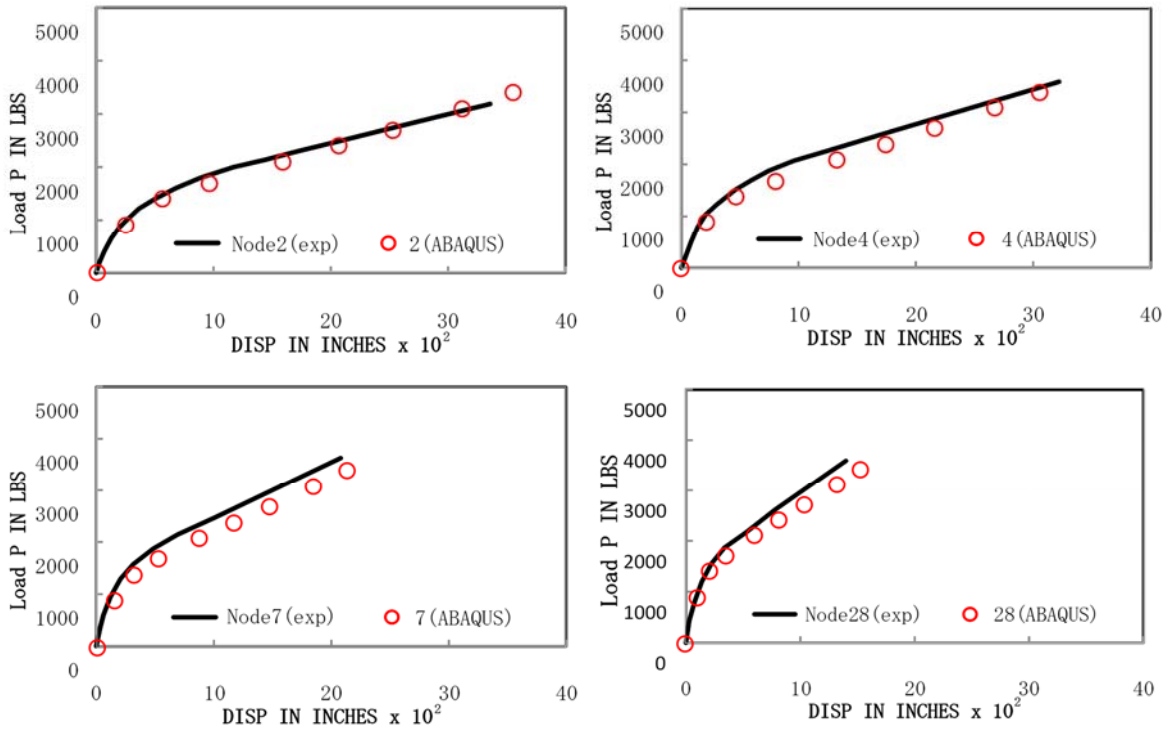 5000
4000
3000
2000
1000
0
Load P IN LBS
Node2(exp) 2(ABAQUS)
0 10 20 30 40
DISP IN INCHES x 10²
5000
4000
3000
2000
1000
0
Load P IN LBS
Node4(exp) 4(ABAQUS)
0 10 20 30 40
DISP IN INCHES x 10²
5000
4000
3000
2000
1000
0
Load P IN LBS
Node7(exp) 7(ABAQUS)
0 10 20 30 40
DISP IN INCHES x 10²
5000
4000
3000
2000
1000
0
Load P IN LBS
Node28(exp) 28(ABAQUS)
0 10 20 30 40
DISP IN INCHES x 10²